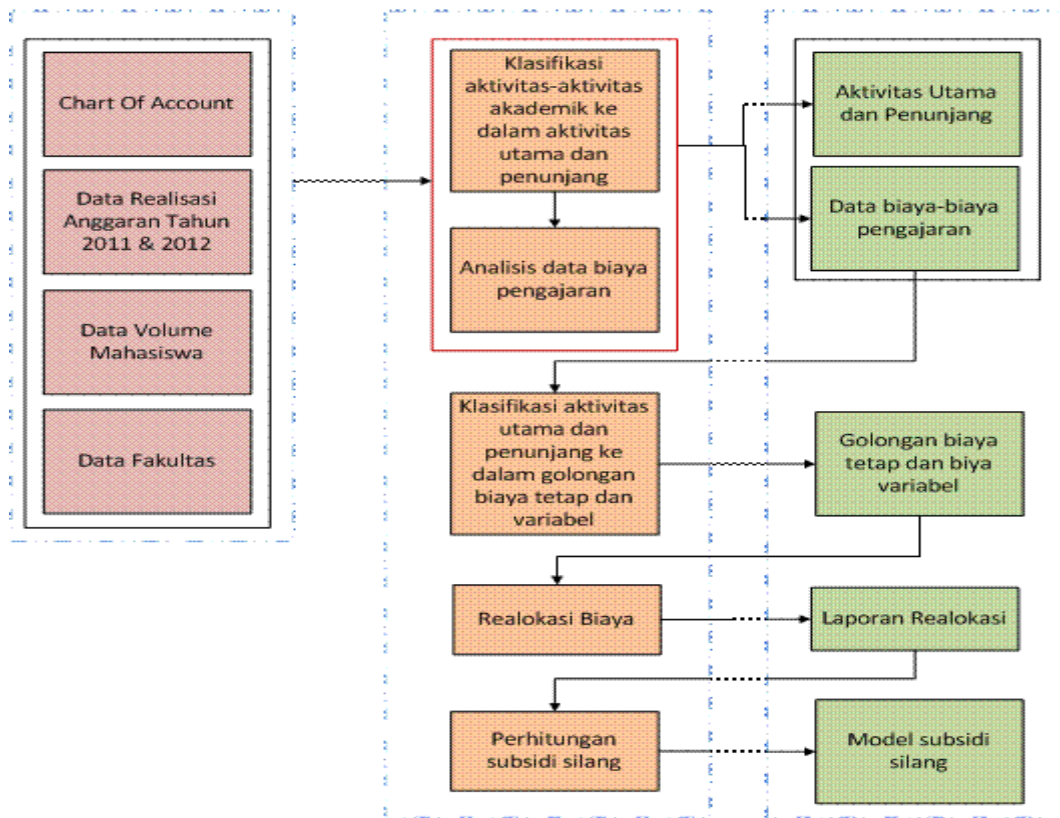 Chart Of Account
Data Realisasi
Anggaran Tahun
2011 & 2012
Data Volume
Mahasiswa
Data Fakultas
Klasifikasi
aktivitas-aktivitas
akademik ke
dalam aktivitas
utama dan
penunjang
Analisis data biaya
pengajaran
Klasifikasi aktivitas
utama dan
penunjang ke
dalam golongan
biaya tetap dan
variabel
Realokasi Biaya
Perhitungan
subsidi silang
Aktivitas Utama
dan Penunjang
Data biaya-biaya
pengajaran
Golongan biaya
tetap dan biya
variabel
Laporan Realokasi
Model subsidi
silang